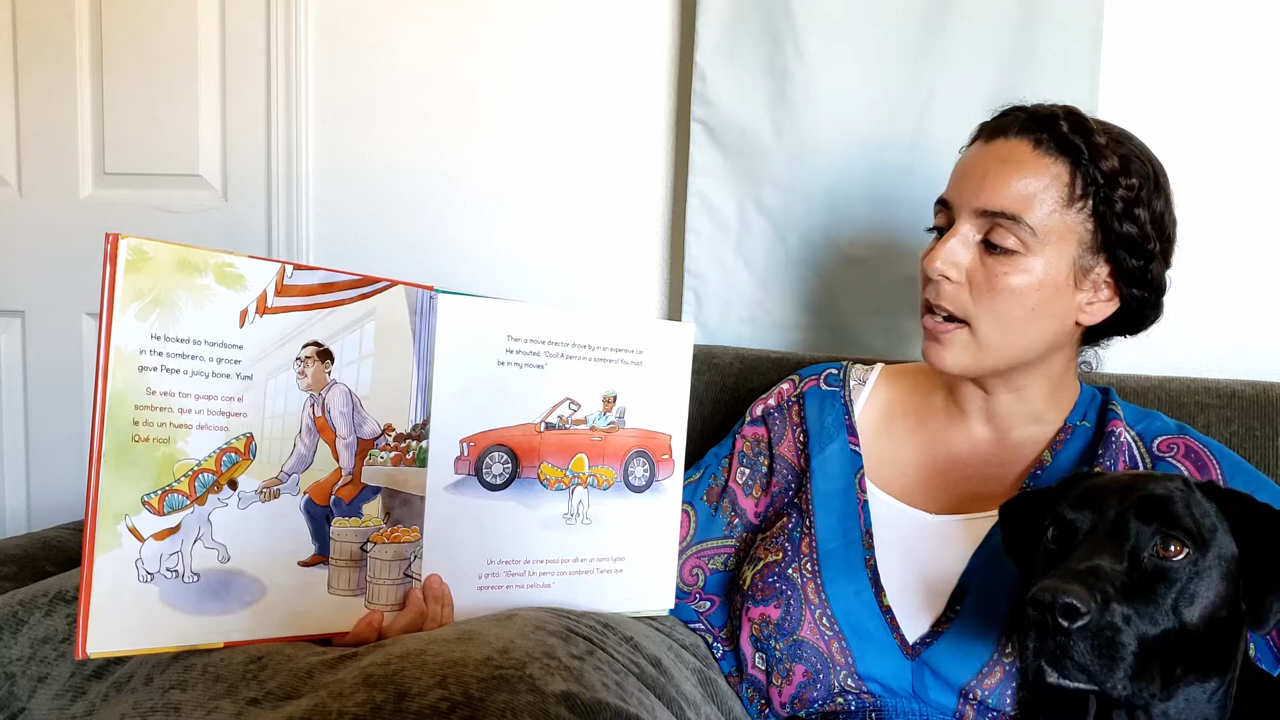 He looked so handsome
in the sombrero, a grocer
gave Pepe a juicy bone. Yum!
Se veía tan guapo con el
sombrero, que un bodeguero
le dio un hueso delicioso.
¡Qué rico!
Then a movie director drove by in an expensive car.
He shouted, "Cool! A perro in a sombrero! You must
be in my movies."
Un director de cine pasó por allí en un carro lujoso
y gritó: "¡Genial! ¡Un perro con sombrero! Tienes que
aparecer en mis películas."